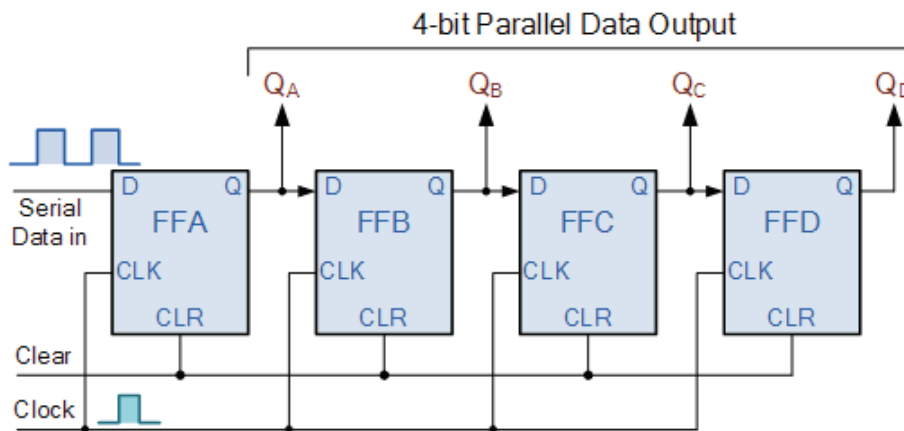 4-bit Parallel Data Output
QA QB QC QD
D Q D Q D Q D Q
Serial
Data in
FFA FFB FFC FFD
CLK CLK CLK CLK
CLR CLR CLR CLR
Clear
Clock